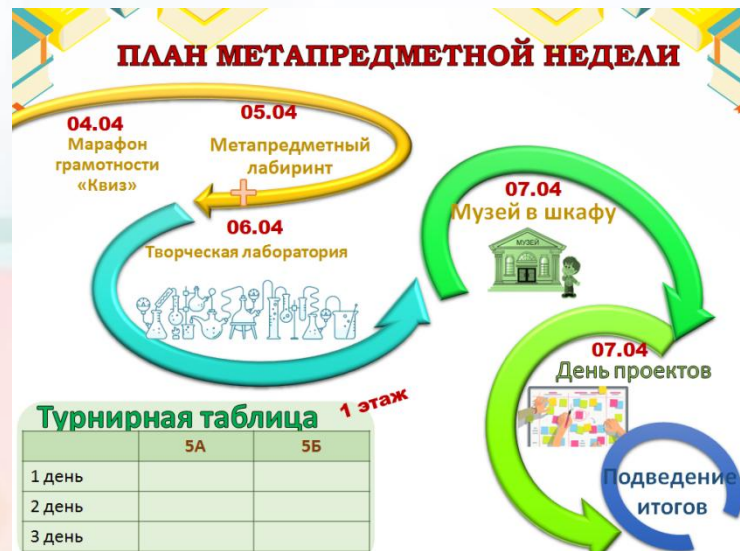 ПЛАН МЕТАПРЕДМЕТНОЙ НЕДЕЛИ
04.04
Марафон
грамотности
«Квиз»
05.04
Метапредметный
лабиринт
06.04
Творческая лаборатория
07.04
Музей в шкафу
МУЗЕЙ
07.04
День проектов
Подведение
итогов
Турнирная таблица
1 этаж
5А 5Б
1 день
2 день
3 день